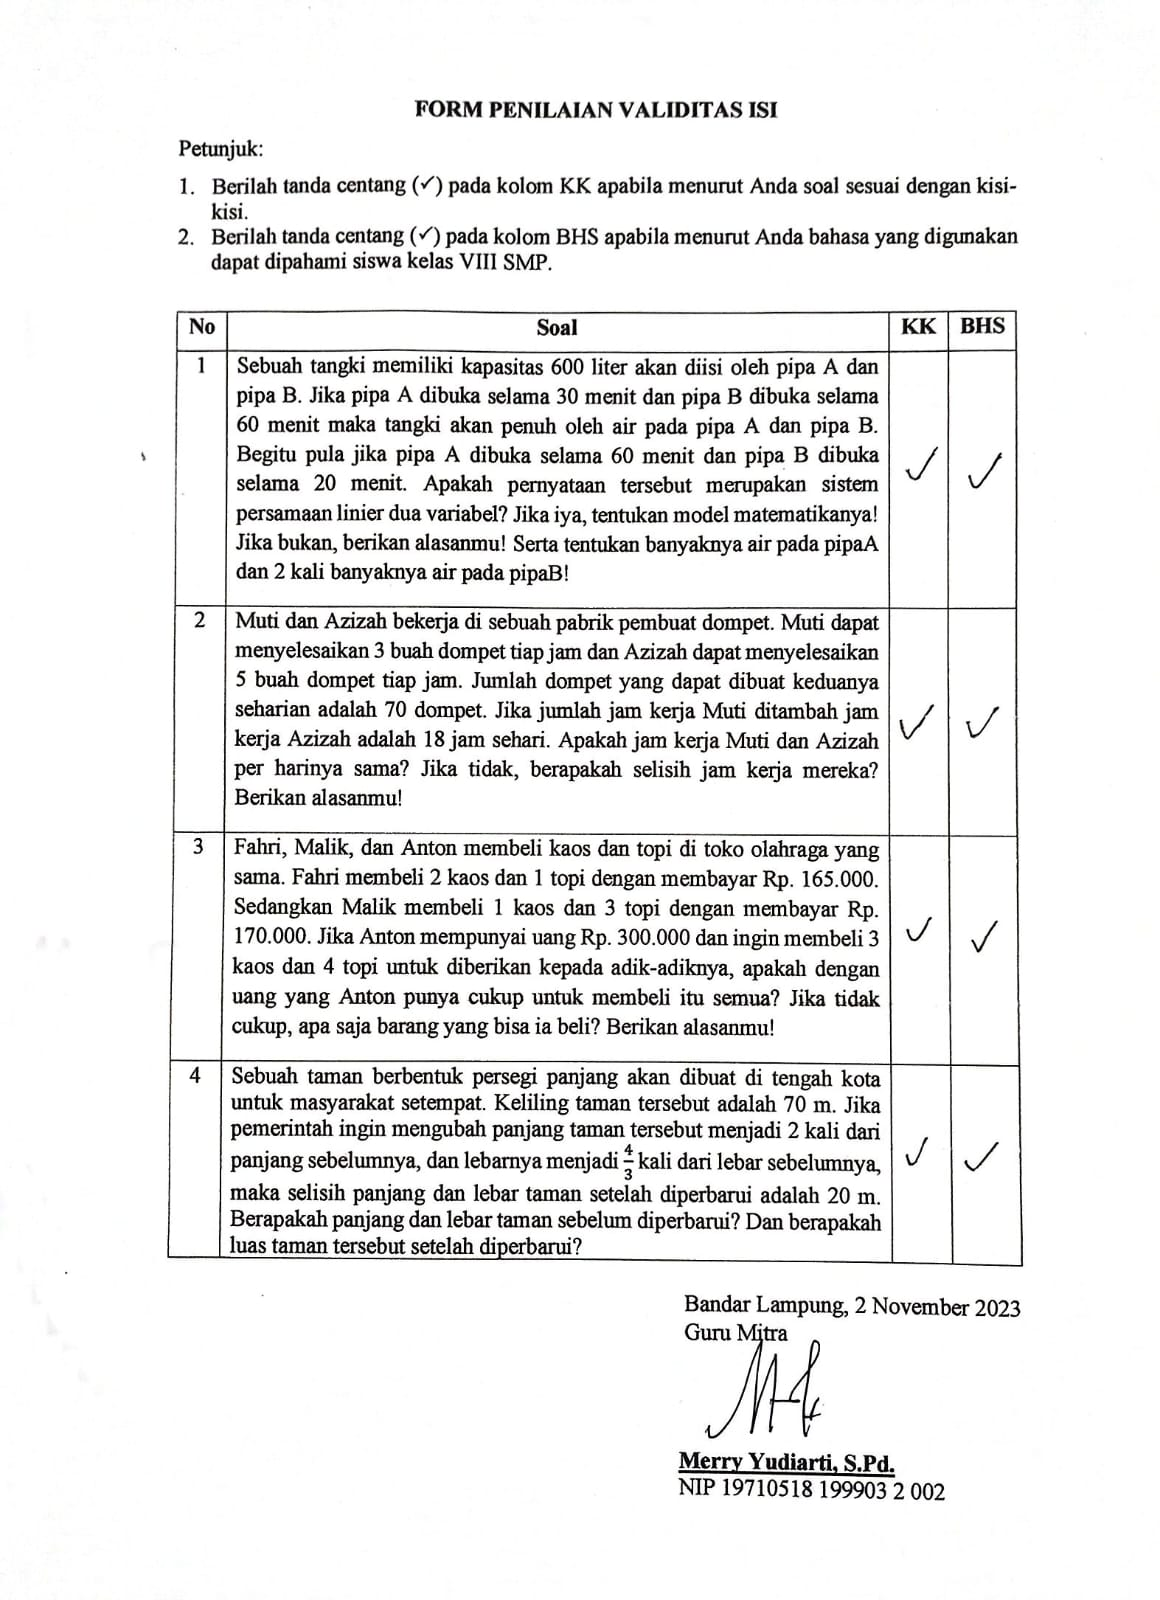 FORM PENILAIAN VALIDITAS ISI
Petunjuk:
1. Berilah tanda centang (✓) pada kolom KK apabila menurut Anda soal sesuai dengan kisi-
kisi.
2. Berilah tanda centang (✓) pada kolom BHS apabila menurut Anda bahasa yang digunakan
dapat dipahami siswa kelas VIII SMP.
No Soal KK BHS
1 Sebuah tangki memiliki kapasitas 600 liter akan diisi oleh pipa A dan
pipa B. Jika pipa A dibuka selama 30 menit dan pipa B dibuka selama
60 menit maka tangki akan penuh oleh air pada pipa A dan pipa B.
Begitu pula jika pipa A dibuka selama 60 menit dan pipa B dibuka ✓ ✓
selama 20 menit. Apakah pernyataan tersebut merupakan sistem
persamaan linier dua variabel? Jika iya, tentukan model matematikanya!
Jika bukan, berikan alasanmu! Serta tentukan banyaknya air pada pipaA
dan 2 kali banyaknya air pada pipaB!
2 Muti dan Azizah bekerja di sebuah pabrik pembuat dompet. Muti dapat
menyelesaikan 3 buah dompet tiap jam dan Azizah dapat menyelesaikan
5 buah dompet tiap jam. Jumlah dompet yang dapat dibuat keduanya
seharian adalah 70 dompet. Jika jumlah jam kerja Muti ditambah jam ✓ ✓
kerja Azizah adalah 18 jam sehari. Apakah jam kerja Muti dan Azizah
per harinya sama? Jika tidak, berapakah selisih jam kerja mereka?
Berikan alasanmu!
3 Fahri, Malik, dan Anton membeli kaos dan topi di toko olahraga yang
sama. Fahri membeli 2 kaos dan 1 topi dengan membayar Rp. 165.000.
Sedangkan Malik membeli 1 kaos dan 3 topi dengan membayar Rp.
170.000. Jika Anton mempunyai uang Rp. 300.000 dan ingin membeli 3 ✓ ✓
kaos dan 4 topi untuk diberikan kepada adik-adiknya, apakah dengan
uang yang Anton punya cukup untuk membeli itu semua? Jika tidak
cukup, apa saja barang yang bisa ia beli? Berikan alasanmu!
4 Sebuah taman berbentuk persegi panjang akan dibuat di tengah kota
untuk masyarakat setempat. Keliling taman tersebut adalah 70 m. Jika
pemerintah ingin mengubah panjang taman tersebut menjadi 2 kali dari
panjang sebelumnya, dan lebarnya menjadi 4/3 kali dari lebar sebelumnya, ✓ ✓
maka selisih panjang dan lebar taman setelah diperbarui adalah 20 m.
Berapakah panjang dan lebar taman sebelum diperbarui? Dan berapakah
luas taman tersebut setelah diperbarui?
Bandar Lampung, 2 November 2023
Guru Mitra
Merry Yudiarti, S.Pd.
NIP 19710518 199903 2 002